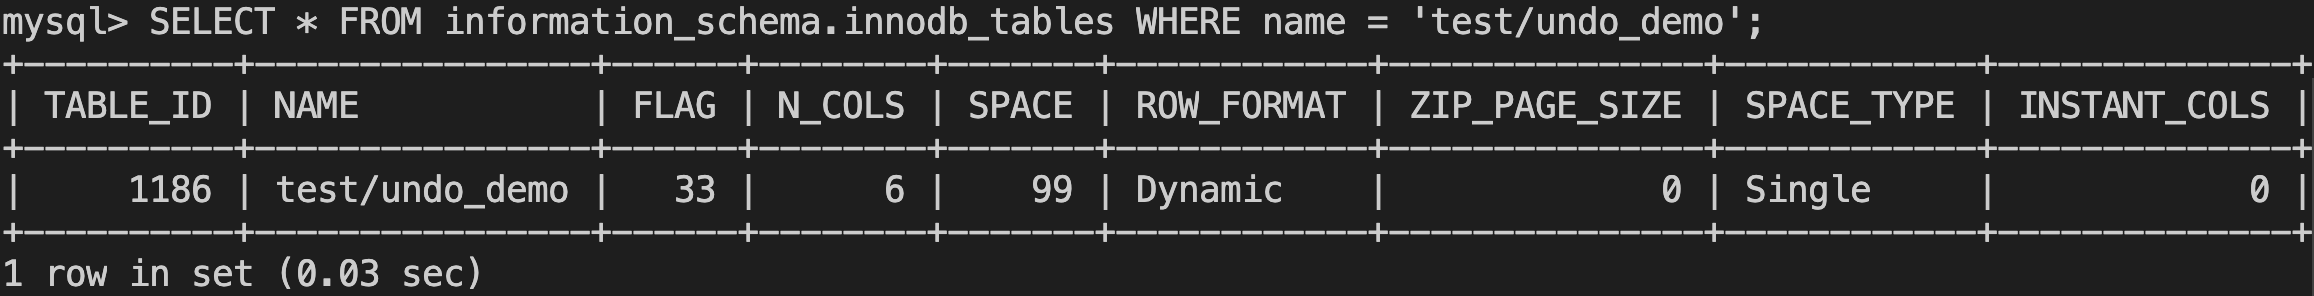 mysql> SELECT * FROM information_schema.innodb_tables WHERE name = 'test/undo_demo';
+----------+----------------+------+--------+-------+------------+---------------+------------+--------------+
| TABLE_ID | NAME           | FLAG | N_COLS | SPACE | ROW_FORMAT | ZIP_PAGE_SIZE | SPACE_TYPE | INSTANT_COLS |
+----------+----------------+------+--------+-------+------------+---------------+------------+--------------+
|     1186 | test/undo_demo |   33 |      6 |    99 | Dynamic    |             0 | Single     |            0 |
+----------+----------------+------+--------+-------+------------+---------------+------------+--------------+
1 row in set (0.03 sec)